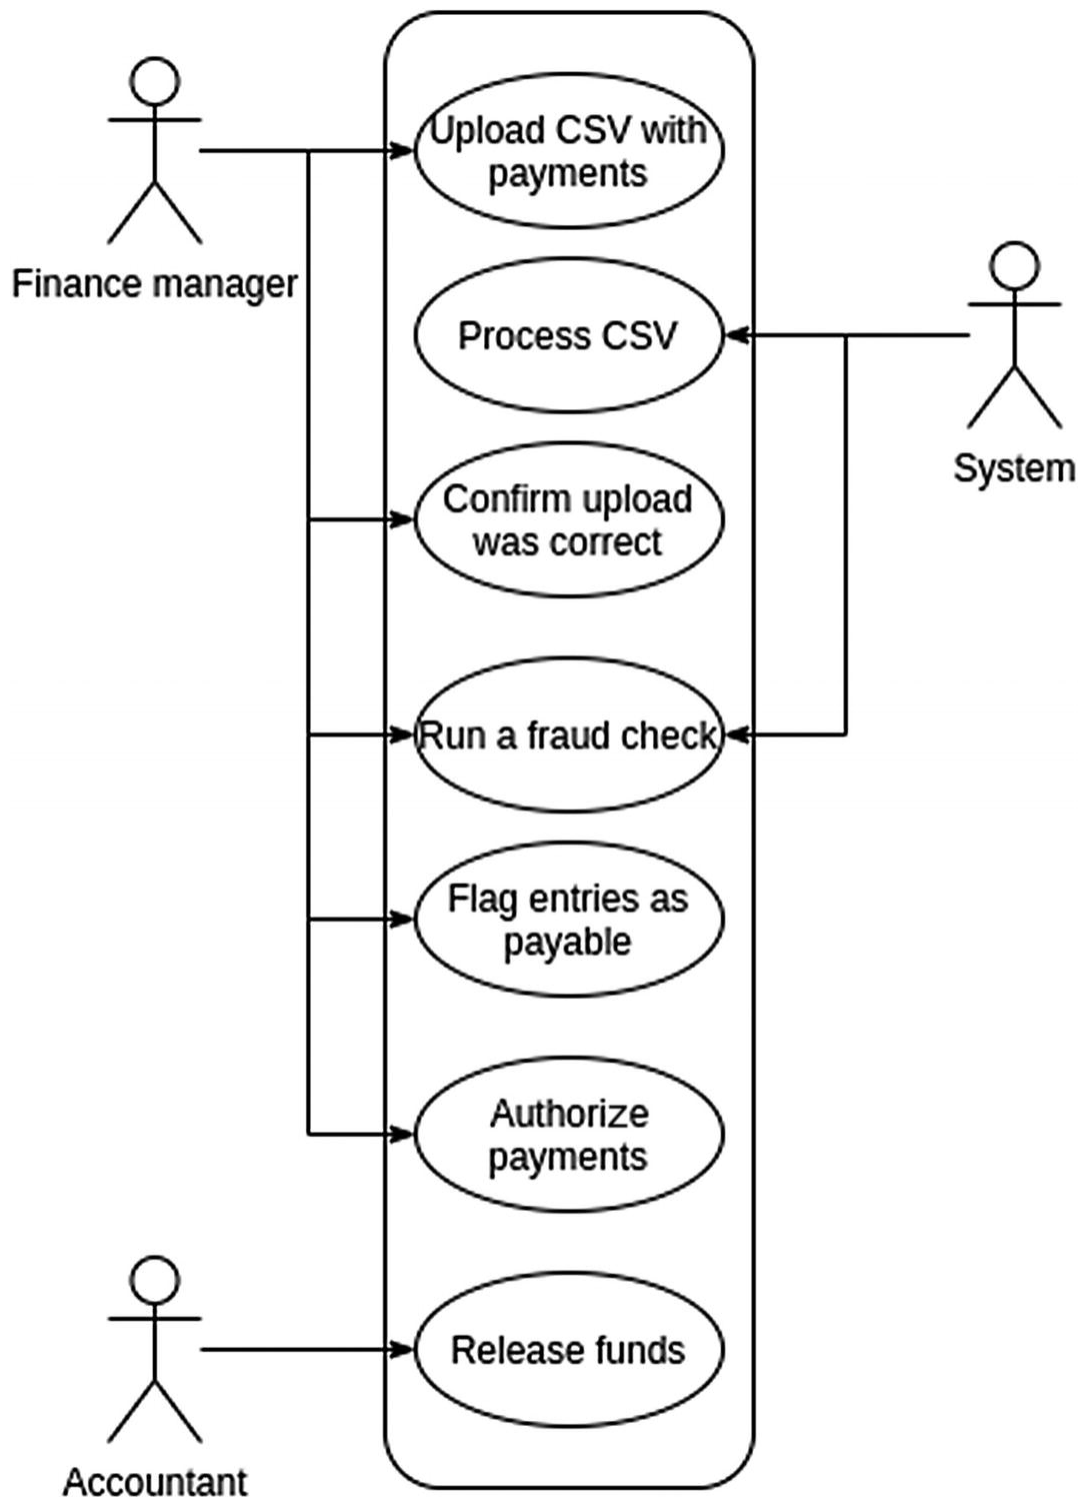 Upload CSV with
payments
Finance manager
Process CSV
System
Confirm upload
was correct
Run a fraud check
Flag entries as
payable
Authorize
payments
Release funds
Accountant